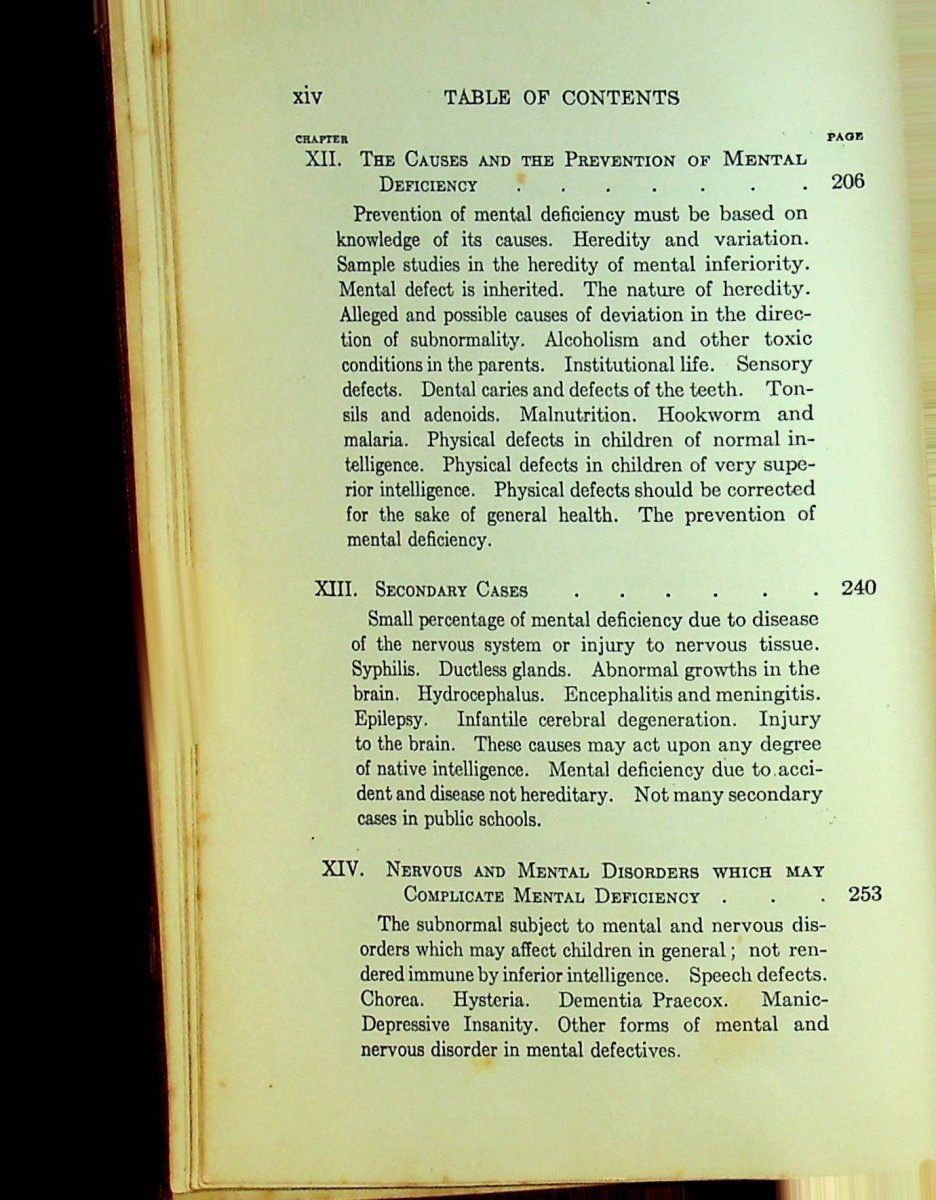 xiv TABLE OF CONTENTS
CHAPTER PAGE
XII. The Causes and the Prevention of Mental
Deficiency . . . . . . . 206
Prevention of mental deficiency must be based on
knowledge of its causes. Heredity and variation.
Sample studies in the heredity of mental inferiority.
Mental defect is inherited. The nature of heredity.
Alleged and possible causes of deviation in the direc-
tion of subnormality. Alcoholism and other toxic
conditions in the parents. Institutional life. Sensory
defects. Dental caries and defects of the teeth. Ton-
sils and adenoids. Malnutrition. Hookworm and
malaria. Physical defects in children of normal in-
telligence. Physical defects in children of very supe-
rior intelligence. Physical defects should be corrected
for the sake of general health. The prevention of
mental deficiency.
XIII. Secondary Cases . . . . . . 240
Small percentage of mental deficiency due to disease
of the nervous system or injury to nervous tissue.
Syphilis. Ductless glands. Abnormal growths in the
brain. Hydrocephalus. Encephalitis and meningitis.
Epilepsy. Infantile cerebral degeneration. Injury
to the brain. These causes may act upon any degree
of native intelligence. Mental deficiency due to acci-
dent and disease not hereditary. Not many secondary
cases in public schools.
XIV. Nervous and Mental Disorders which may
Complicate Mental Deficiency . . . 253
The subnormal subject to mental and nervous dis-
orders which may affect children in general; not ren-
dered immune by inferior intelligence. Speech defects.
Chorea. Hysteria. Dementia Praecox. Manic-
Depressive Insanity. Other forms of mental and
nervous disorder in mental defectives.